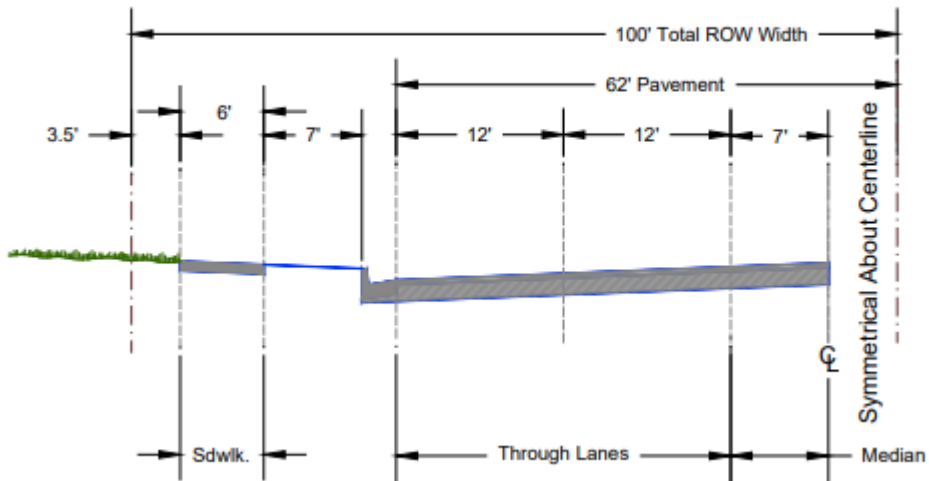 100' Total ROW Width
62' Pavement
6'
3.5'
7'
12'
12'
7'
Symmetrical About Centerline
℄
Sdwlk.
Through Lanes
Median